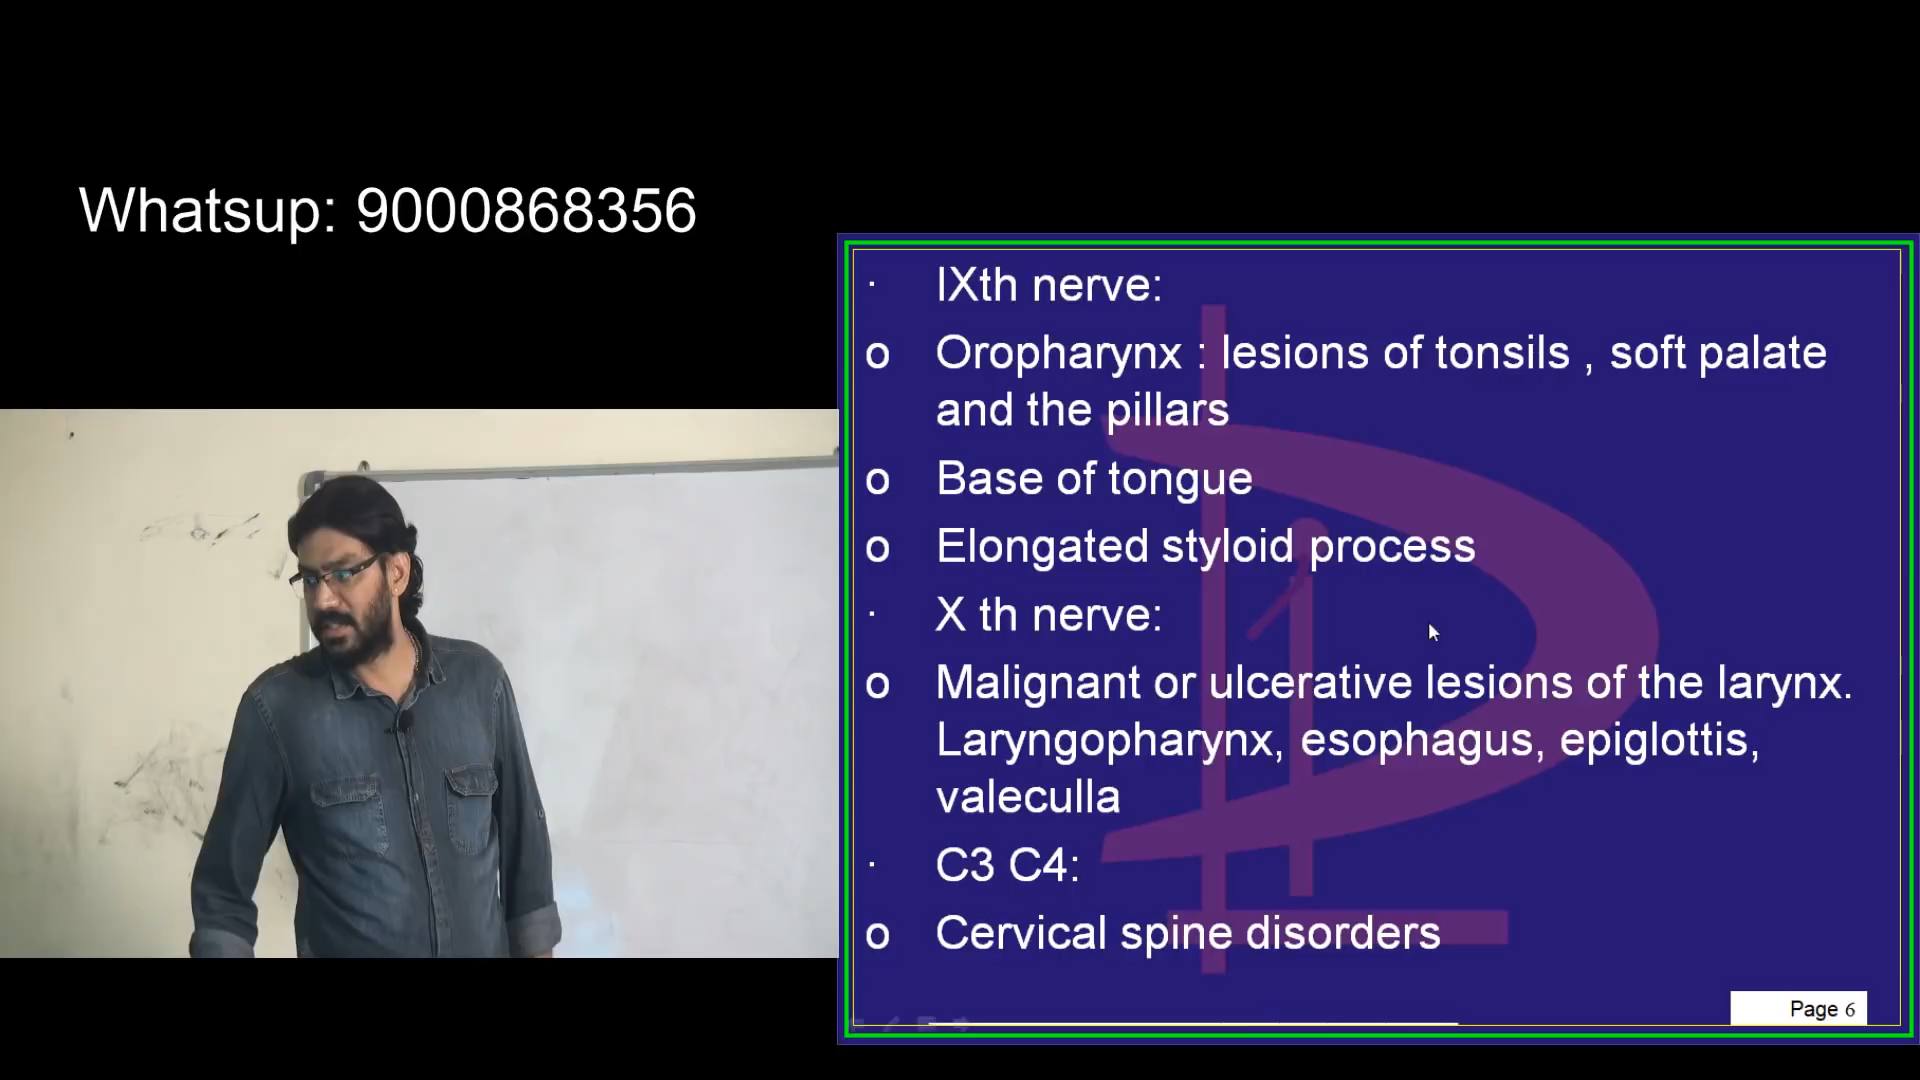 Whatsup: 9000868356
· IXth nerve:
o Oropharynx : lesions of tonsils , soft palate
and the pillars
o Base of tongue
o Elongated styloid process
· X th nerve:
o Malignant or ulcerative lesions of the larynx.
Laryngopharynx, esophagus, epiglottis,
valeculla
· C3 C4:
o Cervical spine disorders
Page 6